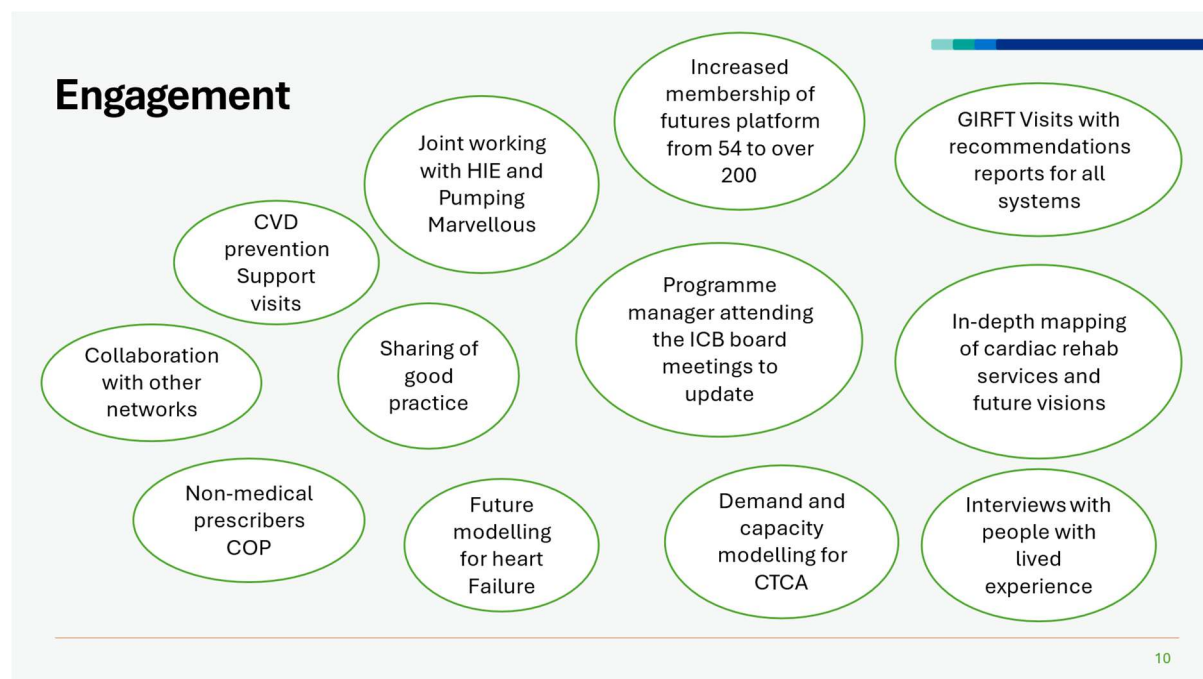 Engagement
Increased
membership of
futures platform
from 54 to over
200
GIRFT Visits with
recommendations
reports for all
systems
Joint working
with HIE and
Pumping
Marvellous
CVD
prevention
Support
visits
Programme
manager attending
the ICB board
meetings to
update
In-depth mapping
of cardiac rehab
services and
future visions
Collaboration
with other
networks
Sharing of
good
practice
Non-medical
prescribers
COP
Future
modelling
for heart
Failure
Demand and
capacity
modelling for
CTCA
Interviews with
people with
lived
experience
10